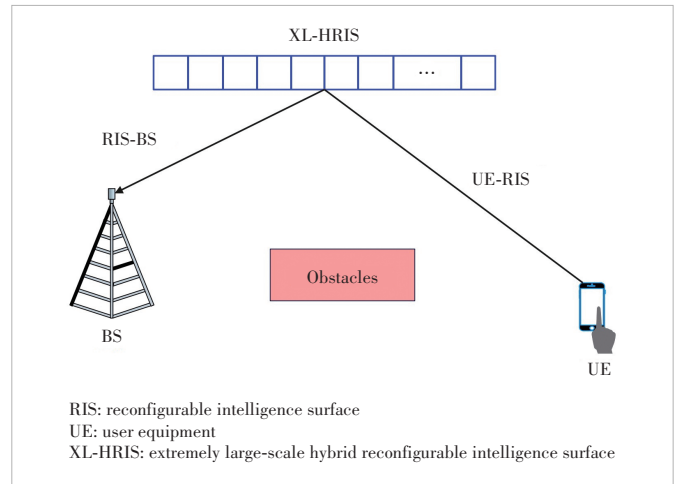 XL-HRIS
...
RIS-BS
UE-RIS
Obstacles
BS
UE
RIS: reconfigurable intelligence surface
UE: user equipment
XL-HRIS: extremely large-scale hybrid reconfigurable intelligence surface